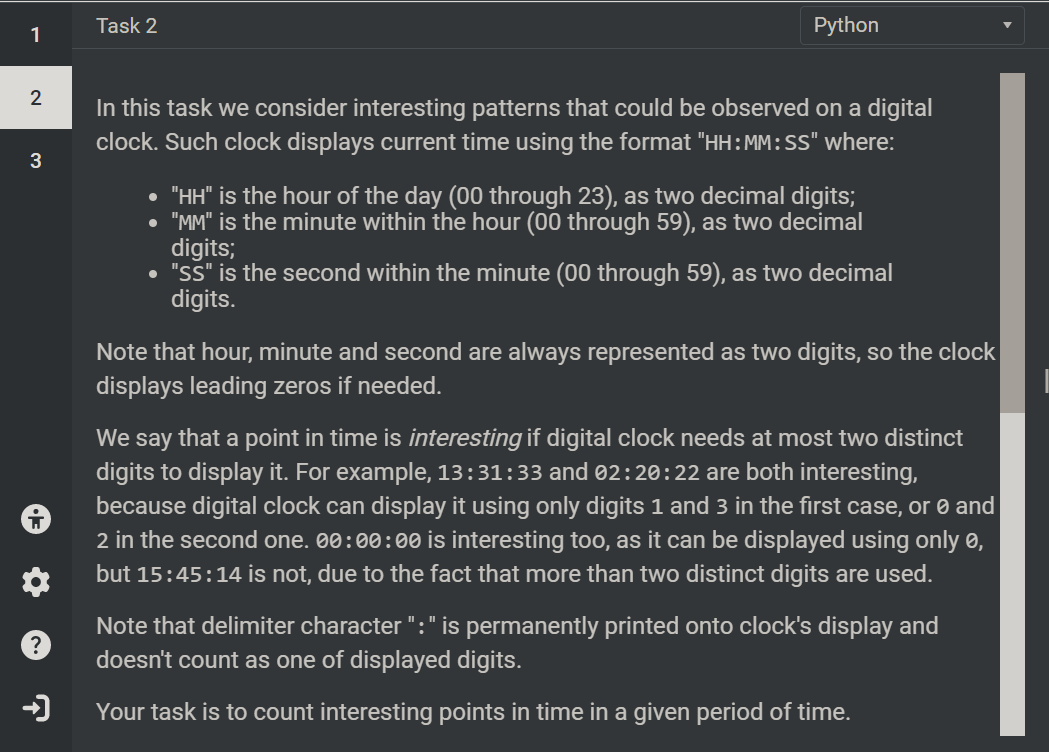 1
Task 2
Python
2
3
In this task we consider interesting patterns that could be observed on a digital
clock. Such clock displays current time using the format "HH:MM:SS" where:
• "HH" is the hour of the day (00 through 23), as two decimal digits;
• "MM" is the minute within the hour (00 through 59), as two decimal
digits;
• "SS" is the second within the minute (00 through 59), as two decimal
digits.
Note that hour, minute and second are always represented as two digits, so the clock
displays leading zeros if needed.
We say that a point in time is interesting if digital clock needs at most two distinct
digits to display it. For example, 13:31:33 and 02:20:22 are both interesting,
because digital clock can display it using only digits 1 and 3 in the first case, or 0 and
2 in the second one. 00:00:00 is interesting too, as it can be displayed using only 0,
but 15:45:14 is not, due to the fact that more than two distinct digits are used.
Note that delimiter character ":" is permanently printed onto clock's display and
doesn't count as one of displayed digits.
Your task is to count interesting points in time in a given period of time.